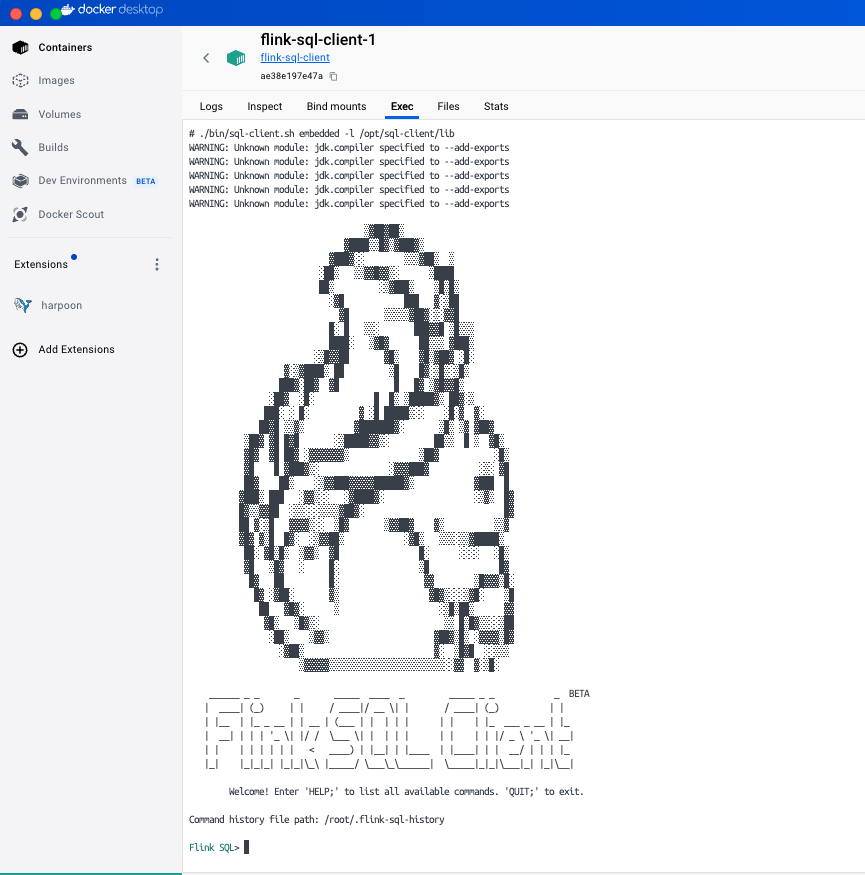 docker desktop
Containers
Images
Volumes
Builds
Dev Environments BETA
Docker Scout
Extensions
harpoon
Add Extensions
flink-sql-client-1
flink-sql-client
ae38e197e47a
Logs Inspect Bind mounts Exec Files Stats
# ./bin/sql-client.sh embedded -l /opt/sql-client/lib
WARNING: Unknown module: jdk.compiler specified to --add-exports
WARNING: Unknown module: jdk.compiler specified to --add-exports
WARNING: Unknown module: jdk.compiler specified to --add-exports
WARNING: Unknown module: jdk.compiler specified to --add-exports
WARNING: Unknown module: jdk.compiler specified to --add-exports
Flink SQL Client BETA
Welcome! Enter 'HELP;' to list all available commands. 'QUIT;' to exit.
Command history file path: /root/.flink-sql-history
Flink SQL>